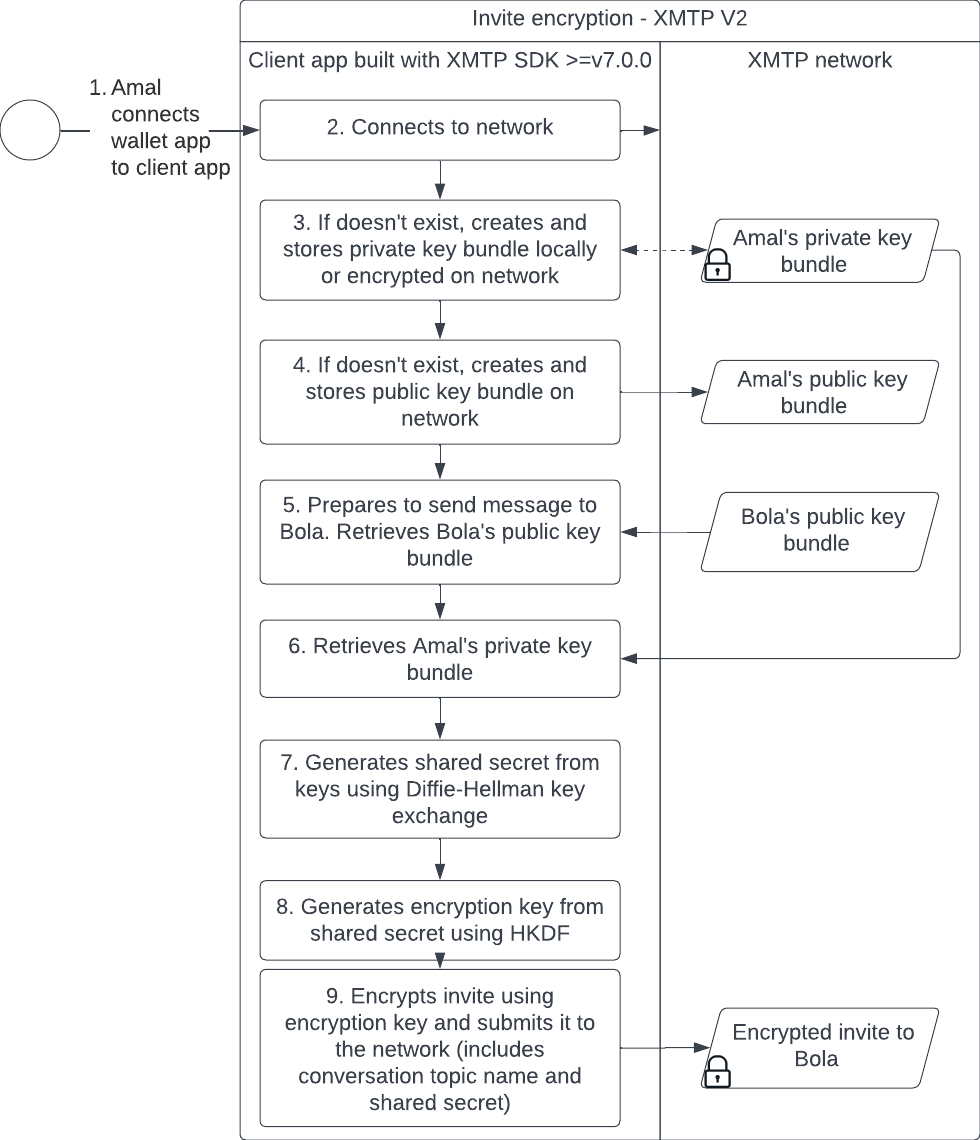 Invite encryption - XMTP V2
Client app built with XMTP SDK >=v7.0.0
XMTP network
1. Amal
connects
wallet app
to client app
2. Connects to network
3. If doesn't exist, creates and
stores private key bundle locally
or encrypted on network
Amal's private key
bundle
4. If doesn't exist, creates and
stores public key bundle on
network
Amal's public key
bundle
5. Prepares to send message to
Bola. Retrieves Bola's public key
bundle
Bola's public key
bundle
6. Retrieves Amal's private key
bundle
7. Generates shared secret from
keys using Diffie-Hellman key
exchange
8. Generates encryption key from
shared secret using HKDF
9. Encrypts invite using
encryption key and submits it to
the network (includes
conversation topic name and
shared secret)
Encrypted invite to
Bola